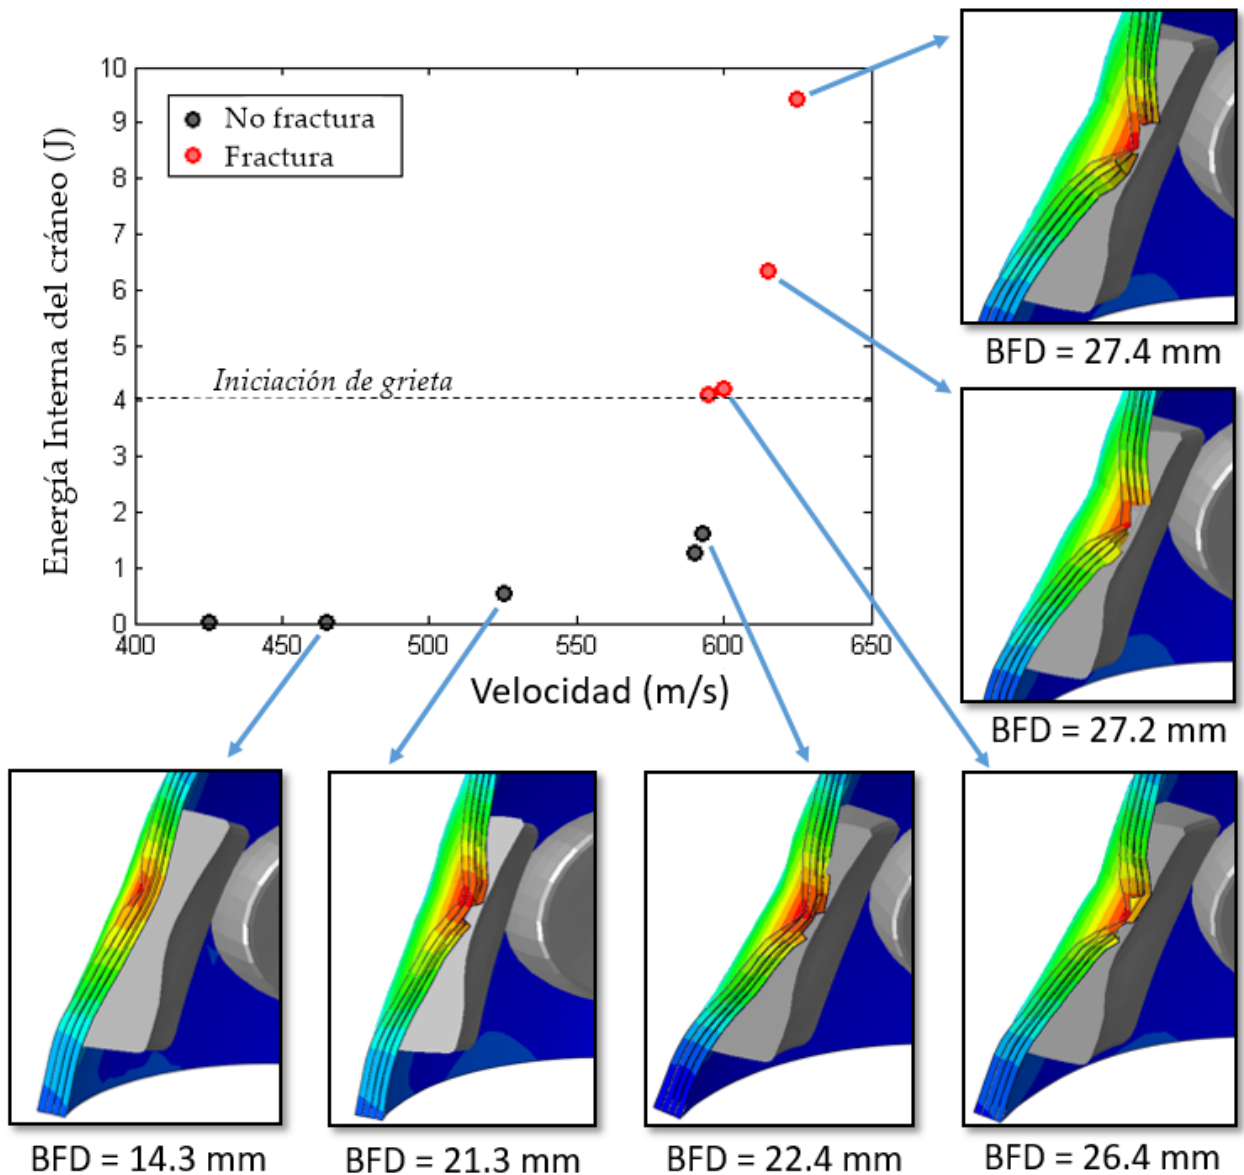 10
9
8
7
6
5
4
3
2
1
0
Energía Interna del cráneo (J)
No fractura
Fractura
Iniciación de grieta
400
450
500
550
600
650
Velocidad (m/s)
BFD = 27.4 mm
BFD = 27.2 mm
BFD = 14.3 mm
BFD = 21.3 mm
BFD = 22.4 mm
BFD = 26.4 mm